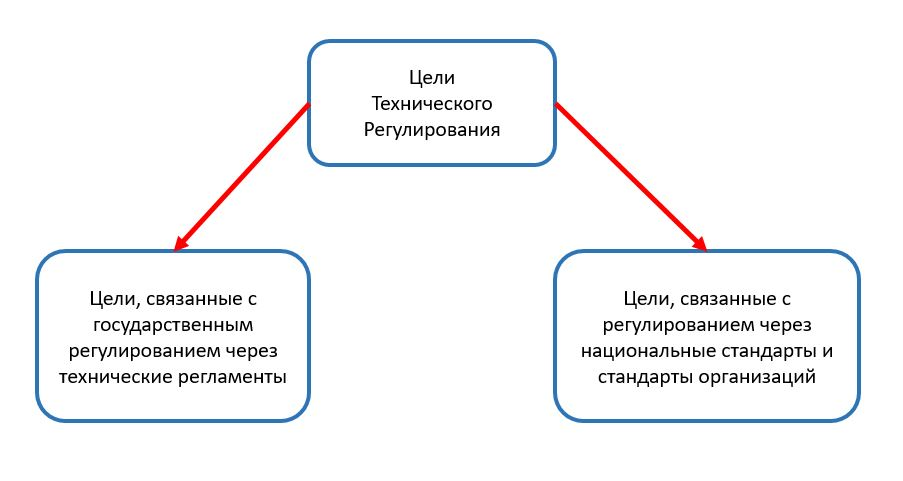 Цели
Технического
Регулирования
Цели, связанные с
государственным
регулированием через
технические регламенты
Цели, связанные с
регулированием через
национальные стандарты и
стандарты организаций